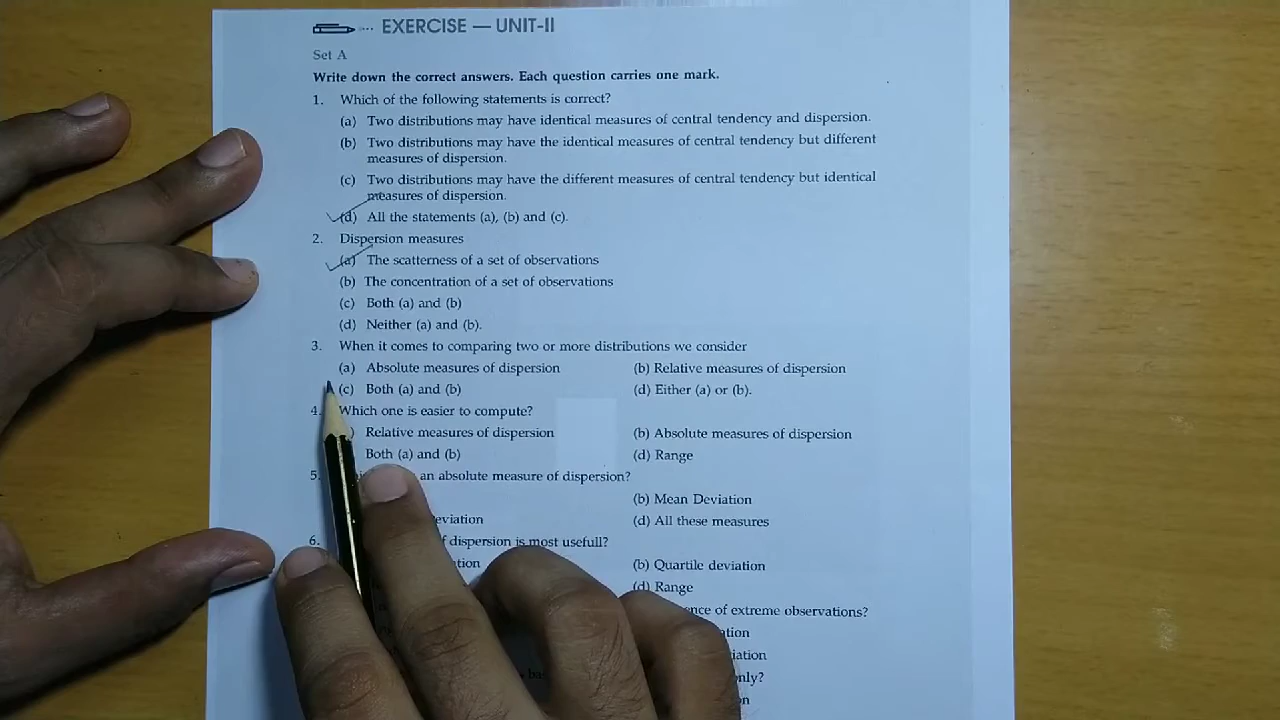 EXERCISE — UNIT-II
Set A
Write down the correct answers. Each question carries one mark.
1. Which of the following statements is correct?
(a) Two distributions may have identical measures of central tendency and dispersion.
(b) Two distributions may have the identical measures of central tendency but different
measures of dispersion.
(c) Two distributions may have the different measures of central tendency but identical
measures of dispersion.
(d) All the statements (a), (b) and (c).
2. Dispersion measures
(a) The scatterness of a set of observations
(b) The concentration of a set of observations
(c) Both (a) and (b)
(d) Neither (a) and (b).
3. When it comes to comparing two or more distributions we consider
(a) Absolute measures of dispersion (b) Relative measures of dispersion
(c) Both (a) and (b) (d) Either (a) or (b).
4. Which one is easier to compute?
Relative measures of dispersion (b) Absolute measures of dispersion
Both (a) and (b) (d) Range
5. an absolute measure of dispersion?
(b) Mean Deviation
(d) All these measures
6. dispersion is most usefull?
(b) Quartile deviation
(d) Range
of extreme observations?
only?